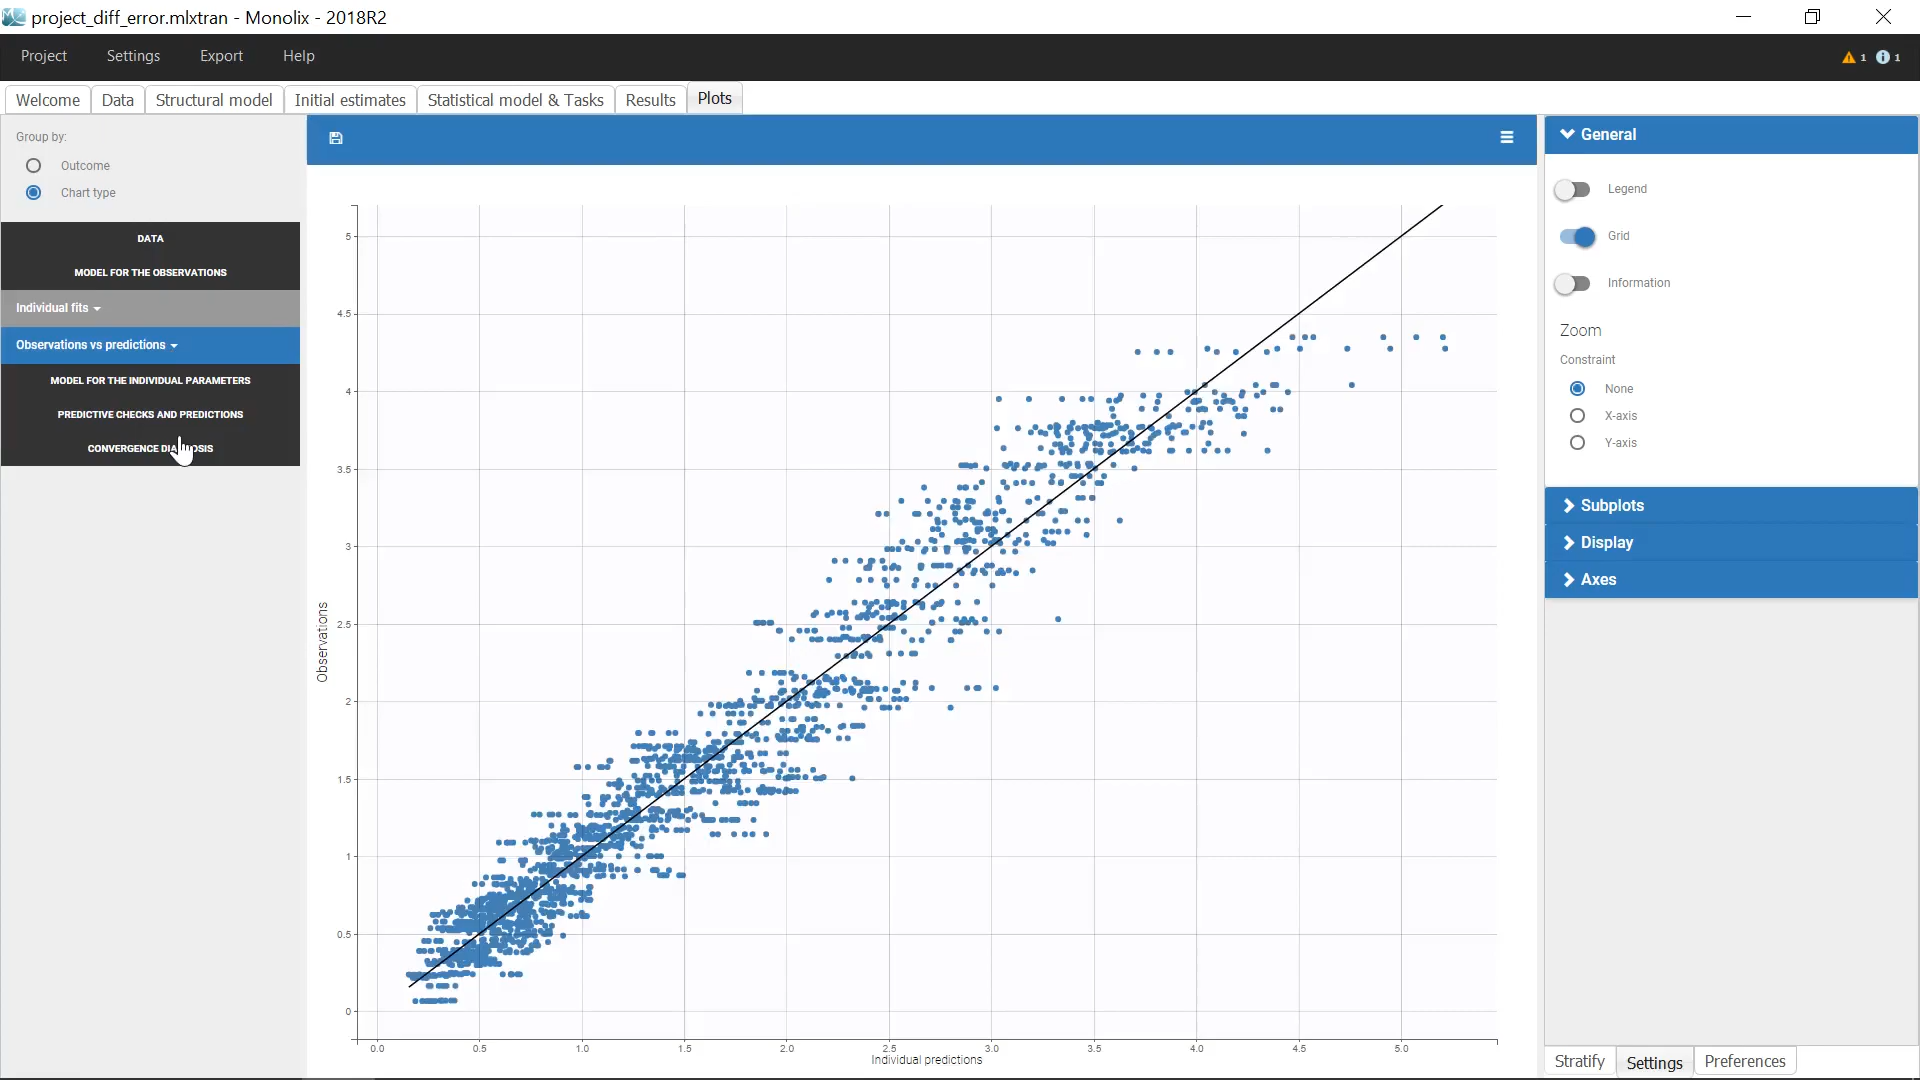 project_diff_error.mlxtran - Monolix - 2018R2
Project Settings Export Help
1 1
Welcome Data Structural model Initial estimates Statistical model & Tasks Results Plots
Group by:
Outcome
Chart type
DATA
MODEL FOR THE OBSERVATIONS
Individual fits
Observations vs predictions
MODEL FOR THE INDIVIDUAL PARAMETERS
PREDICTIVE CHECKS AND PREDICTIONS
CONVERGENCE DIAGNOSIS
5
4.5
4
3.5
3
2.5
2
1.5
1
0.5
0
Observations
0.0 0.5 1.0 1.5 2.0 2.5 3.0 3.5 4.0 4.5 5.0
Individual predictions
General
Legend
Grid
Information
Zoom
Constraint
None
X-axis
Y-axis
Subplots
Display
Axes
Stratify Settings Preferences